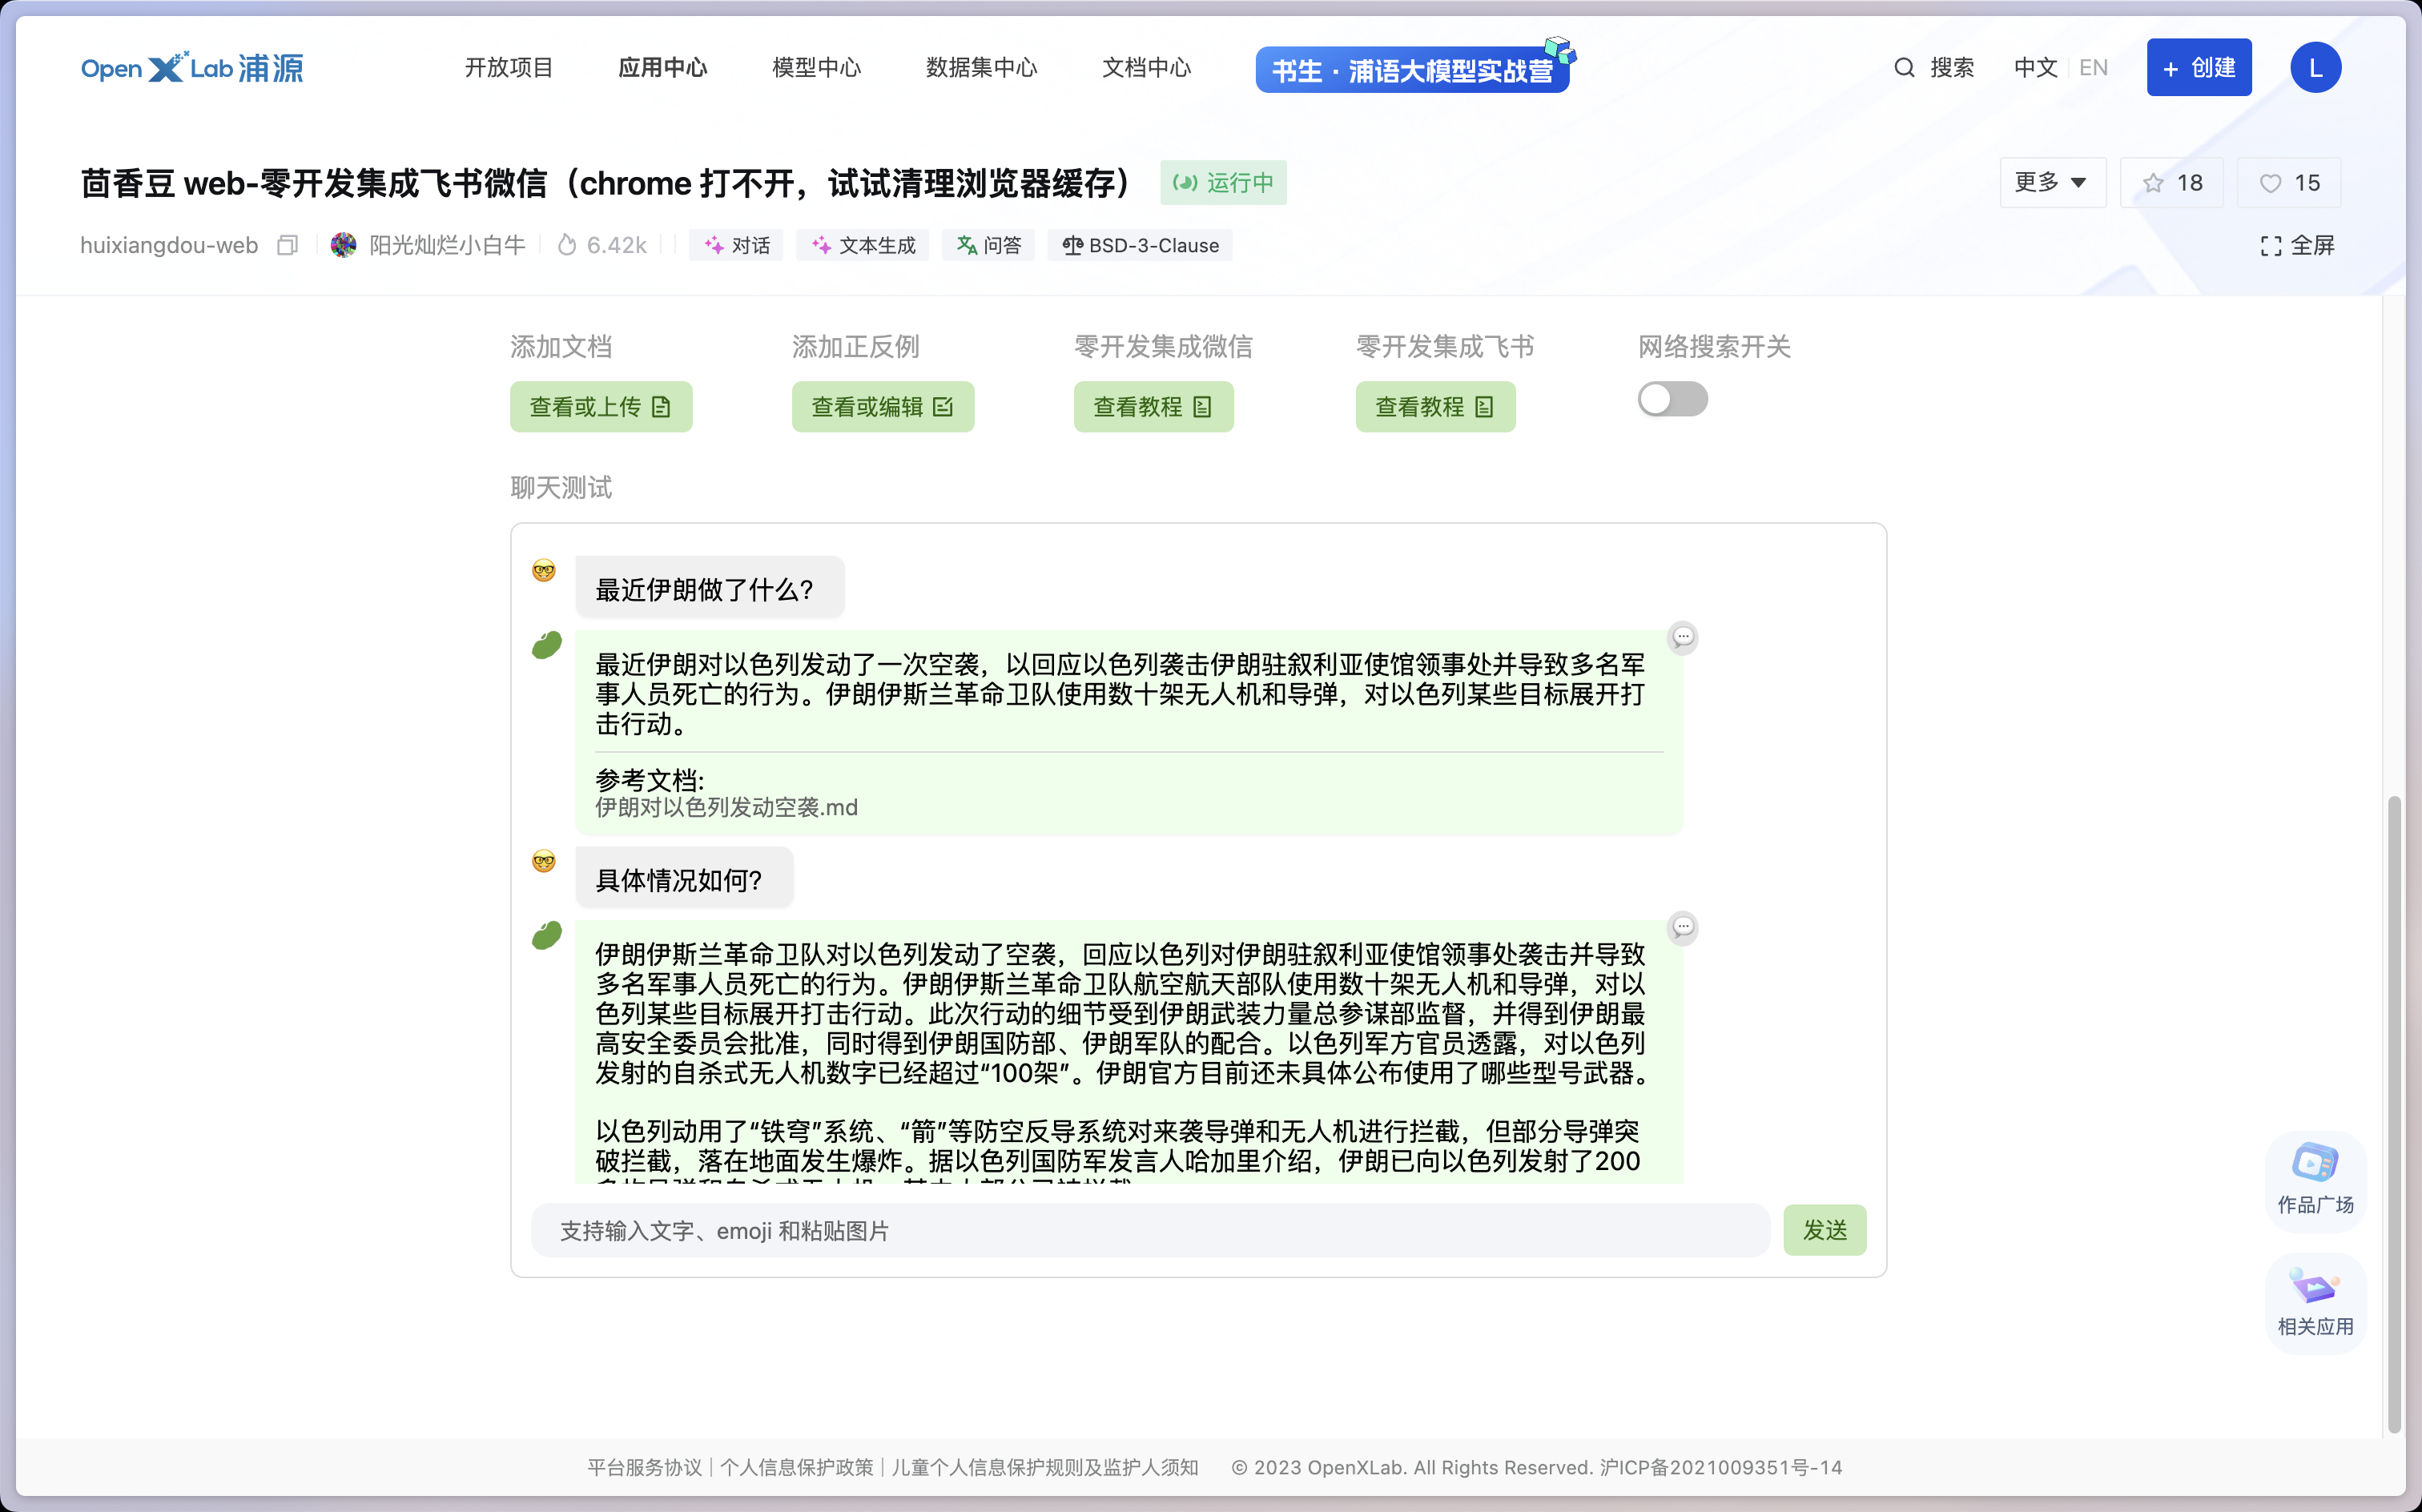 OpenXLab浦源
开放项目
应用中心
模型中心
数据集中心
文档中心
书生·浦语大模型实战营
搜索
中文 EN
+ 创建
L
茴香豆 web-零开发集成飞书微信（chrome 打不开，试试清理浏览器缓存）
运行中
更多
18
15
huixiangdou-web
阳光灿烂小白牛
6.42k
对话
文本生成
问答
BSD-3-Clause
全屏
添加文档
添加正反例
零开发集成微信
零开发集成飞书
网络搜索开关
查看或上传
查看或编辑
查看教程
查看教程
聊天测试
最近伊朗做了什么?
最近伊朗对以色列发动了一次空袭，以回应以色列袭击伊朗驻叙利亚使馆领事处并导致多名军
事人员死亡的行为。伊朗伊斯兰革命卫队使用数十架无人机和导弹，对以色列某些目标展开打
击行动。
参考文档:
伊朗对以色列发动空袭.md
具体情况如何?
伊朗伊斯兰革命卫队对以色列发动了空袭，回应以色列对伊朗驻叙利亚使馆领事处袭击并导致
多名军事人员死亡的行为。伊朗伊斯兰革命卫队航空航天部队使用数十架无人机和导弹，对以
色列某些目标展开打击行动。此次行动的细节受到伊朗武装力量总参谋部监督，并得到伊朗最
高安全委员会批准，同时得到伊朗国防部、伊朗军队的配合。以色列军方官员透露，对以色列
发射的自杀式无人机数字已经超过“100架”。伊朗官方目前还未具体公布使用了哪些型号武器。
以色列动用了“铁穹”系统、“箭”等防空反导系统对来袭导弹和无人机进行拦截，但部分导弹突
破拦截，落在地面发生爆炸。据以色列国防军发言人哈加里介绍，伊朗已向以色列发射了200
支持输入文字、emoji 和粘贴图片
发送
作品广场
相关应用
平台服务协议 | 个人信息保护政策 | 儿童个人信息保护规则及监护人须知 © 2023 OpenXLab. All Rights Reserved. 沪ICP备2021009351号-14